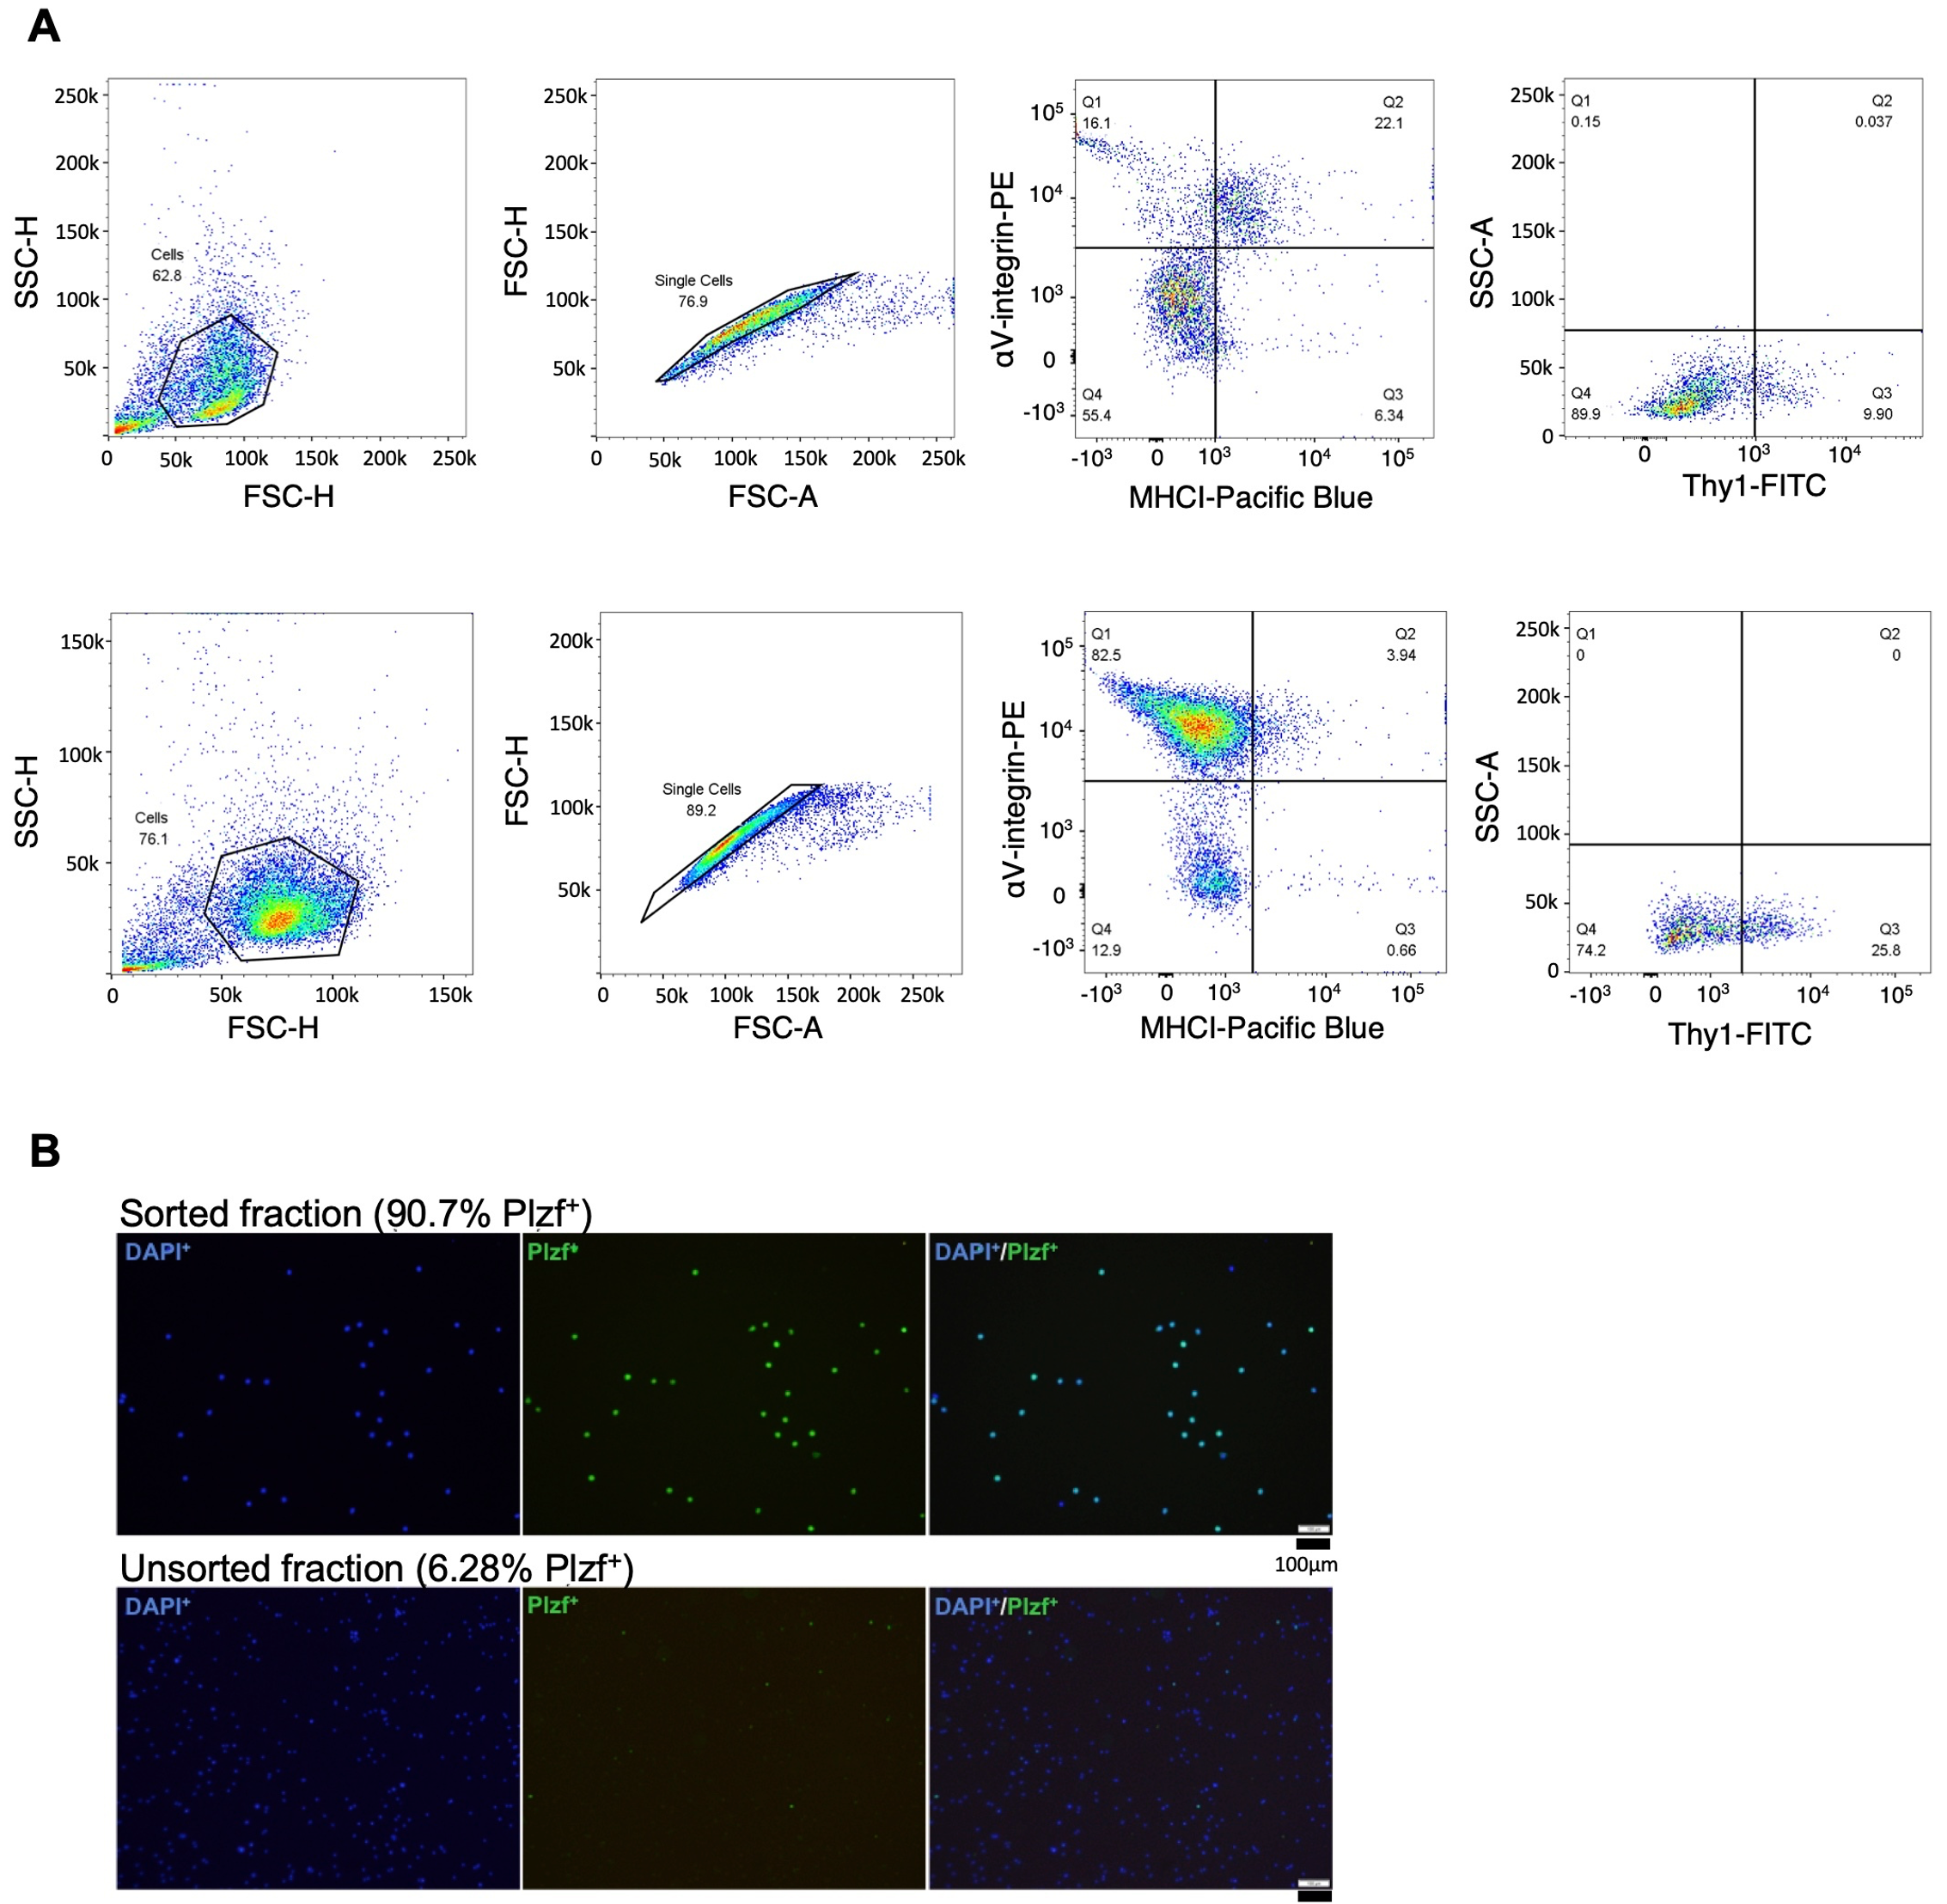 A
SSC-H
250k
200k
150k
100k
50k
Cells
62.8
0 50k 100k 150k 200k 250k
FSC-H
FSC-H
250k
200k
150k
100k
50k
Single Cells
76.9
0 50k 100k 150k 200k 250k
FSC-A
αV-integrin-PE
10⁵
10⁴
10³
0
-10³
Q1
16.1
Q2
22.1
Q4
55.4
Q3
6.34
-10³ 0 10³ 10⁴ 10⁵
MHCI-Pacific Blue
SSC-A
250k
200k
150k
100k
50k
0
Q1
0.15
Q2
0.037
Q4
89.9
Q3
9.90
0 10³ 10⁴
Thy1-FITC
SSC-H
150k
100k
50k
Cells
76.1
0 50k 100k 150k
FSC-H
FSC-H
200k
150k
100k
50k
Single Cells
89.2
0 50k 100k 150k 200k 250k
FSC-A
αV-integrin-PE
10⁵
10⁴
10³
0
-10³
Q1
82.5
Q2
3.94
Q4
12.9
Q3
0.66
-10³ 0 10³ 10⁴ 10⁵
MHCI-Pacific Blue
SSC-A
250k
200k
150k
100k
50k
0
Q1
0
Q2
0
Q4
74.2
Q3
25.8
-10³ 0 10³ 10⁴ 10⁵
Thy1-FITC
B
Sorted fraction (90.7% Plzf⁺)
DAPI⁺
Plzf⁺
DAPI⁺/Plzf⁺
100µm
Unsorted fraction (6.28% Plzf⁺)
DAPI⁺
Plzf⁺
DAPI⁺/Plzf⁺